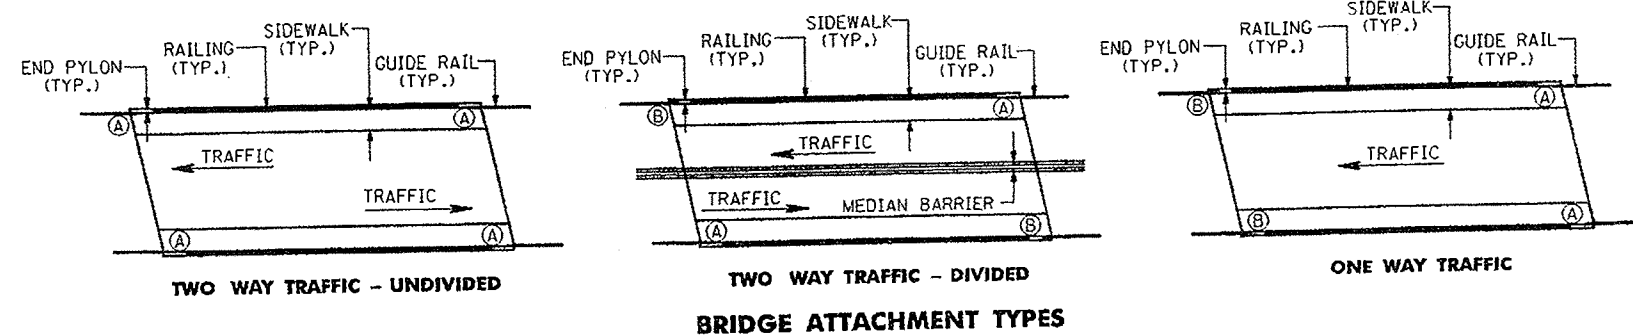 SIDEWALK
(TYP.)
RAILING
(TYP.)
GUIDE RAIL
(TYP.)
END PYLON
(TYP.)
A
A
TRAFFIC
TRAFFIC
A
A
TWO WAY TRAFFIC - UNDIVIDED
SIDEWALK
(TYP.)
RAILING
(TYP.)
GUIDE RAIL
(TYP.)
END PYLON
(TYP.)
B
A
TRAFFIC
TRAFFIC
MEDIAN BARRIER
A
B
TWO WAY TRAFFIC - DIVIDED
SIDEWALK
(TYP.)
RAILING
(TYP.)
GUIDE RAIL
(TYP.)
END PYLON
(TYP.)
B
A
TRAFFIC
B
A
ONE WAY TRAFFIC
BRIDGE ATTACHMENT TYPES